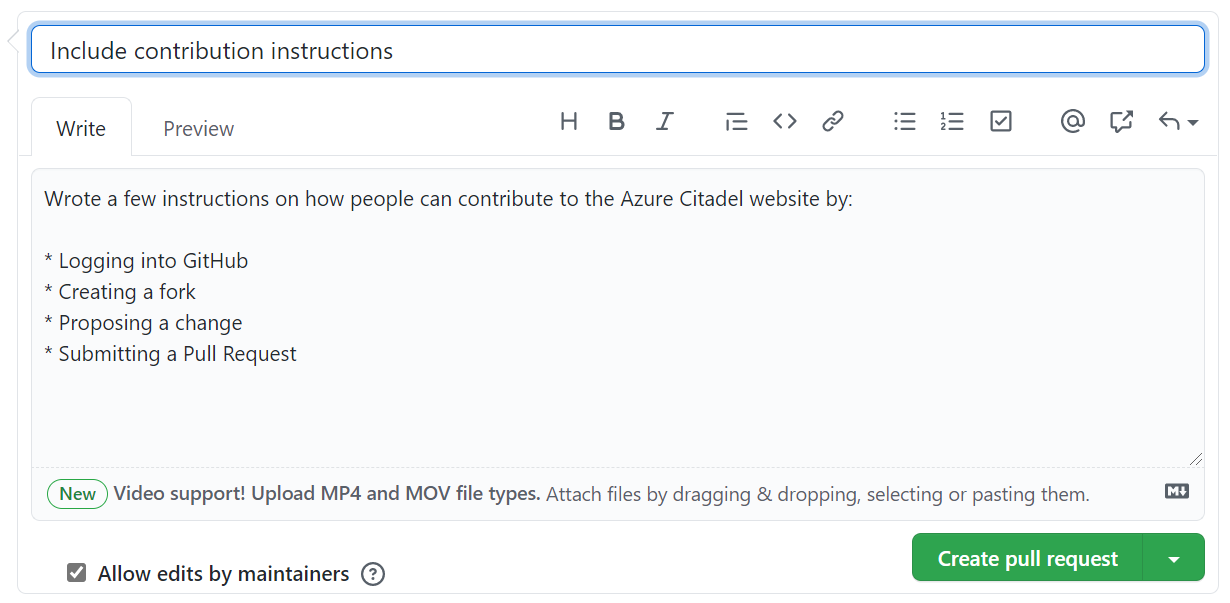 Include contribution instructions
Write Preview
Wrote a few instructions on how people can contribute to the Azure Citadel website by:
* Logging into GitHub
* Creating a fork
* Proposing a change
* Submitting a Pull Request
New Video support! Upload MP4 and MOV file types. Attach files by dragging & dropping, selecting or pasting them.
Allow edits by maintainers
Create pull request